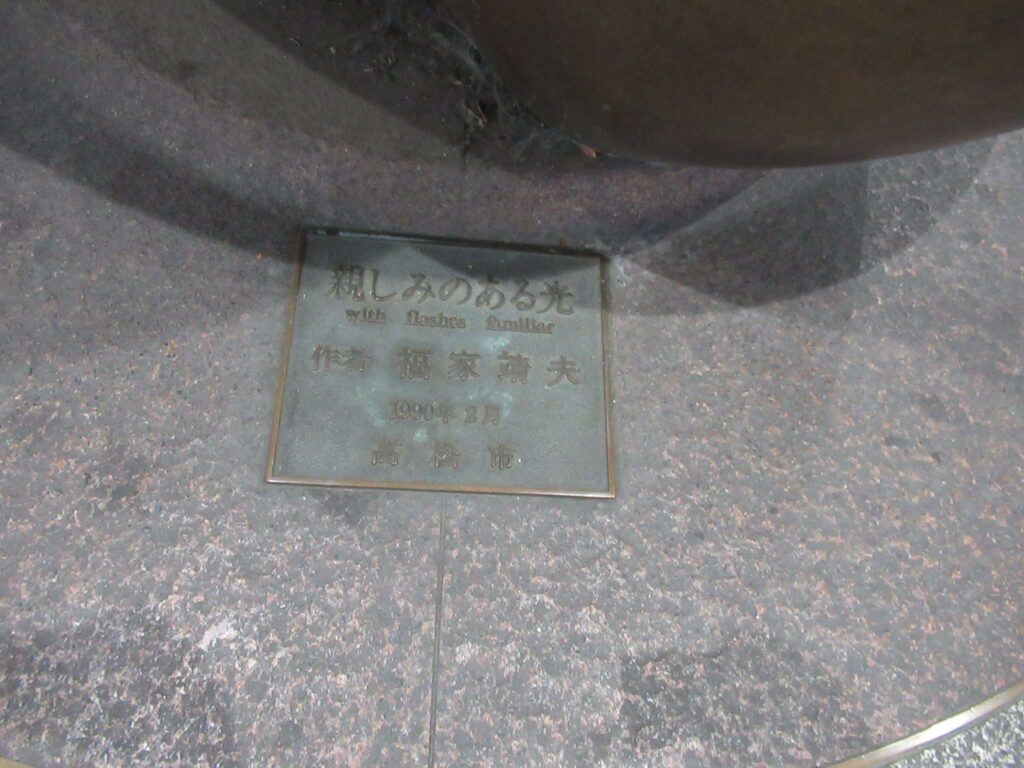 親しみのある光
with flashes familiar
作者 福家靖夫
1990年2月
高松市